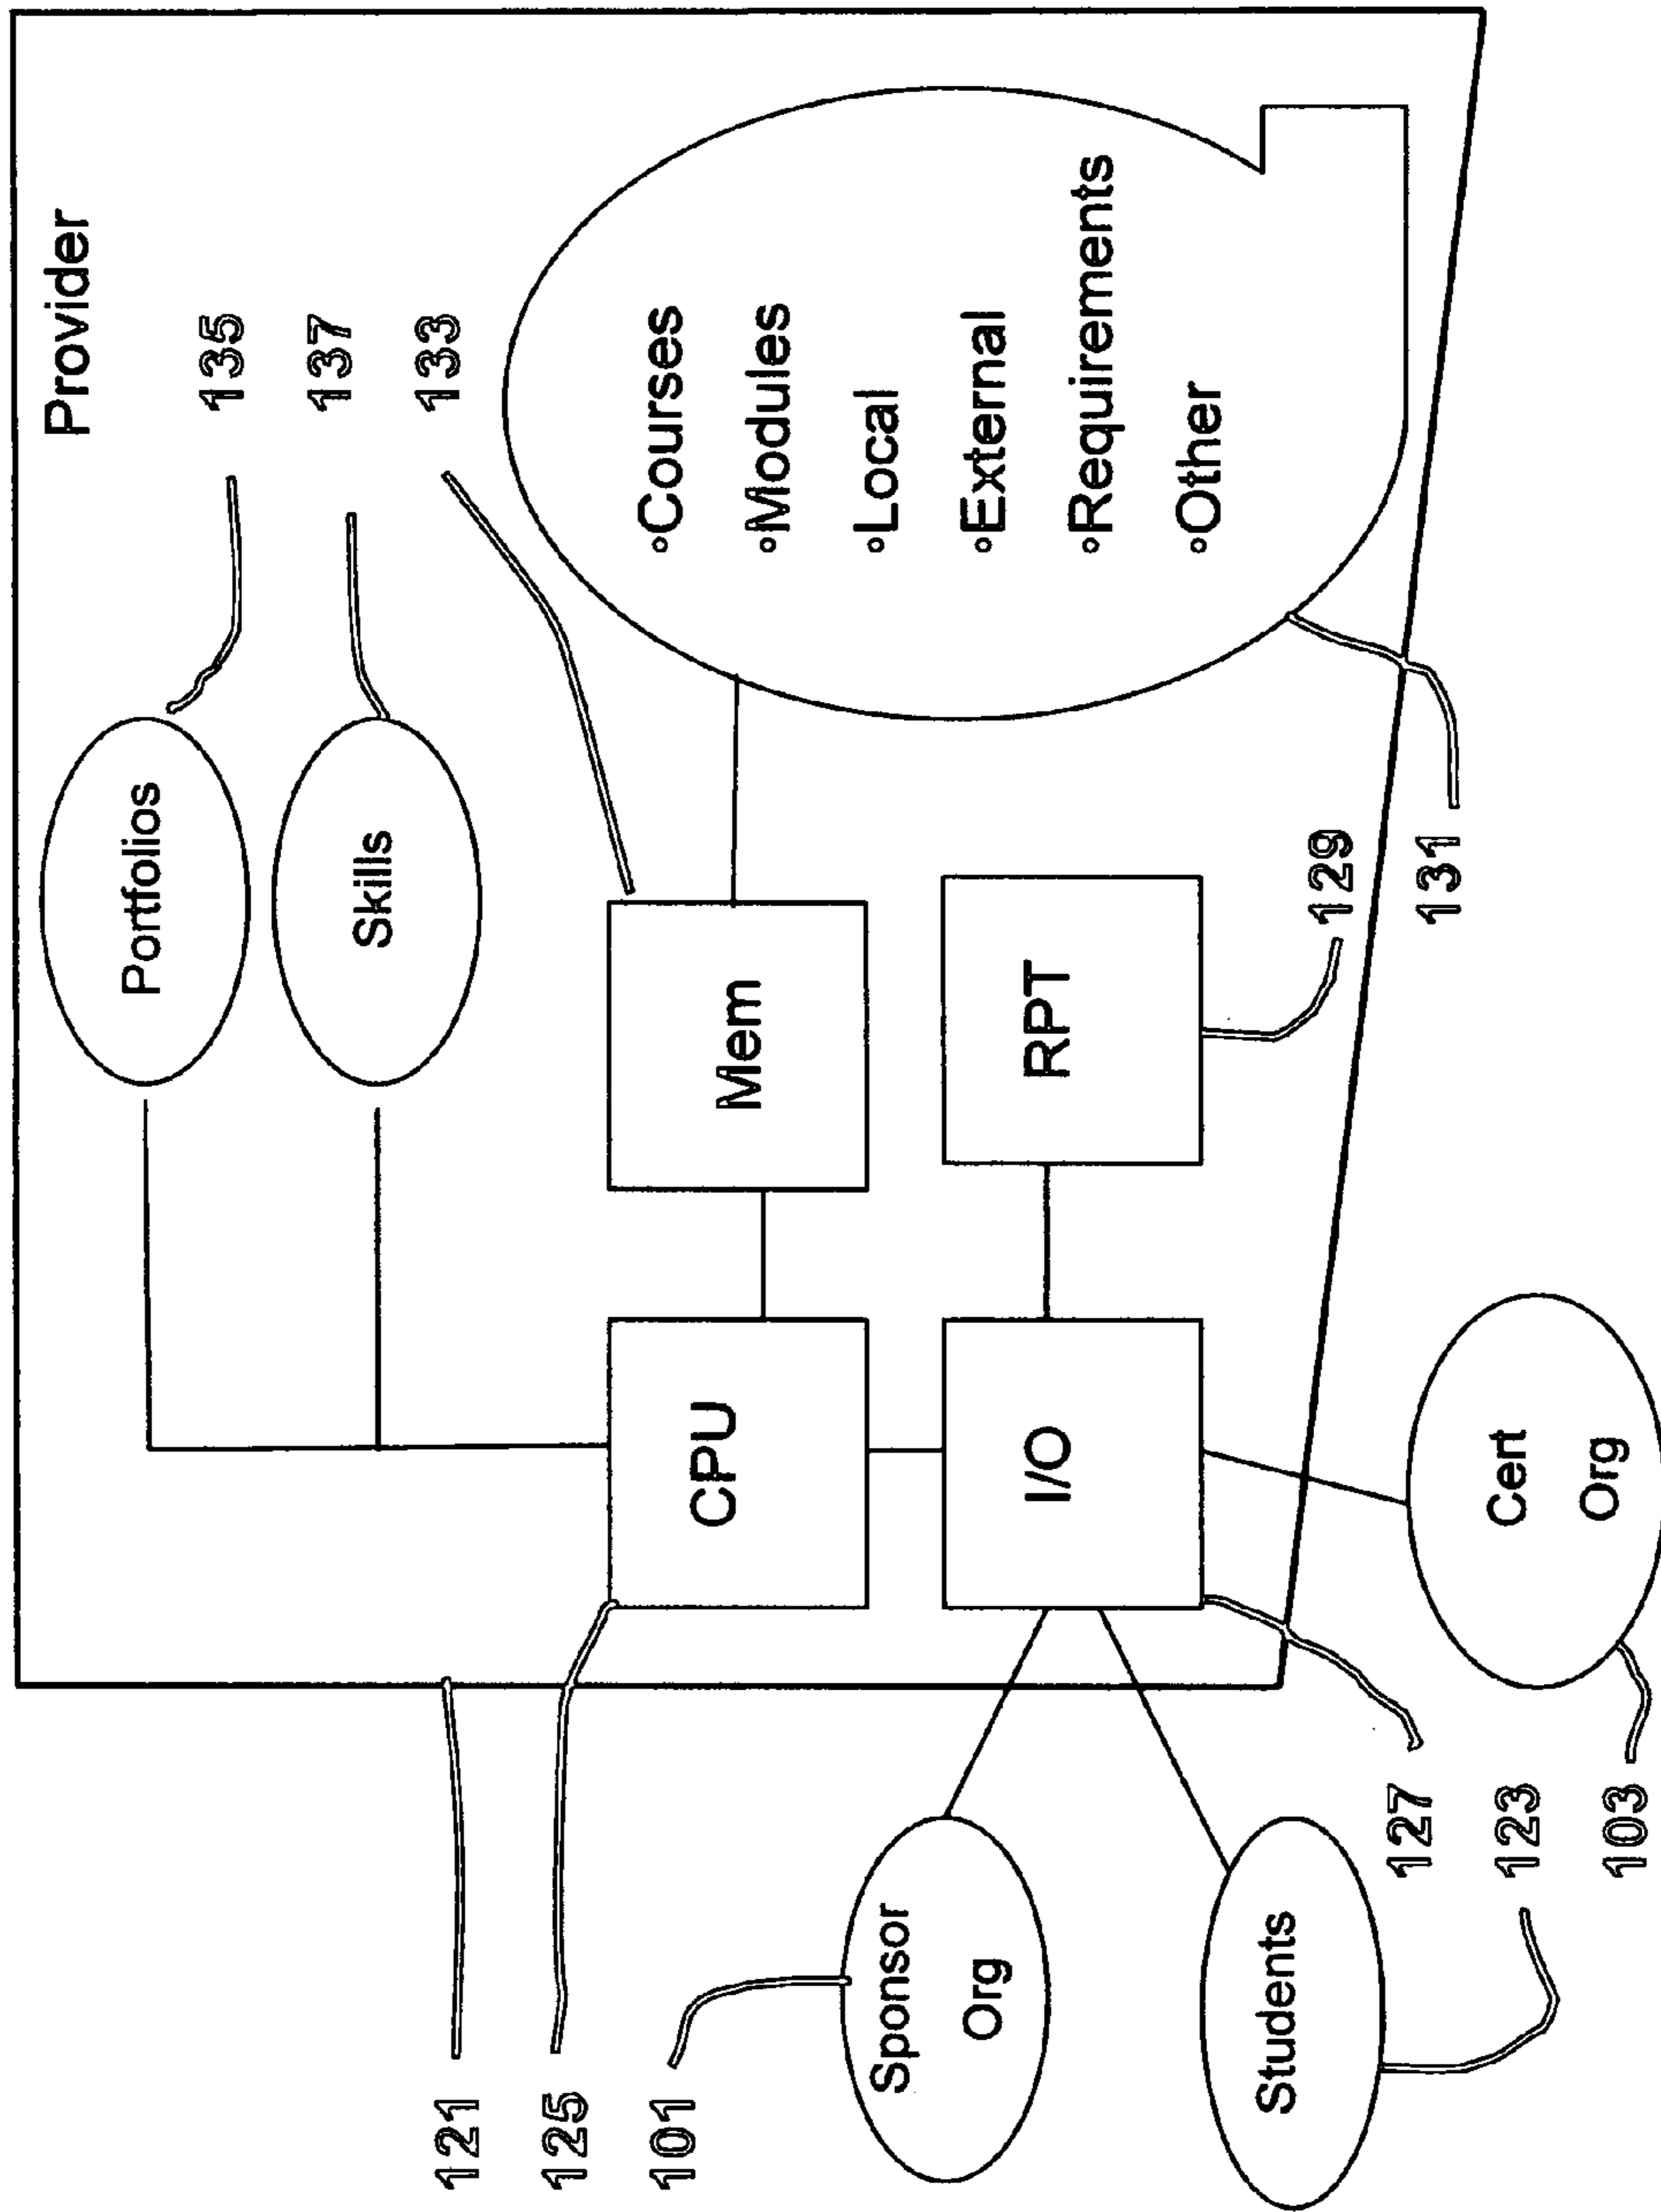 Provider
135
137
133
Portfolios
Skills
◦Courses
◦Modules
◦Local
◦External
◦Requirements
◦Other
121
125
101
CPU
Mem
I/O
RPT
129
131
Sponsor
Org
Students
127
123
103
Cert
Org